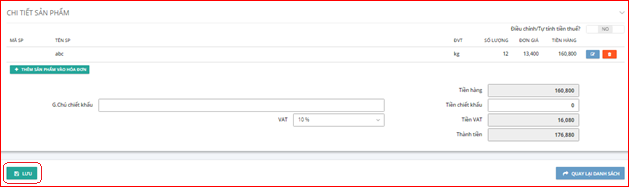 CHI TIẾT SẢN PHẨM
Điều chỉnh/Tự tính tiền thuế? NO
MÃ SP TÊN SP ĐVT SỐ LƯỢNG ĐƠN GIÁ TIỀN HÀNG
abc kg 12 13,400 160,800
+ THÊM SẢN PHẨM VÀO HÓA ĐƠN
Tiền hàng 160,800
G.Chú chiết khấu Tiền chiết khấu 0
VAT 10 % Tiền VAT 16,080
Thành tiền 176,880
LƯU QUAY LẠI DANH SÁCH